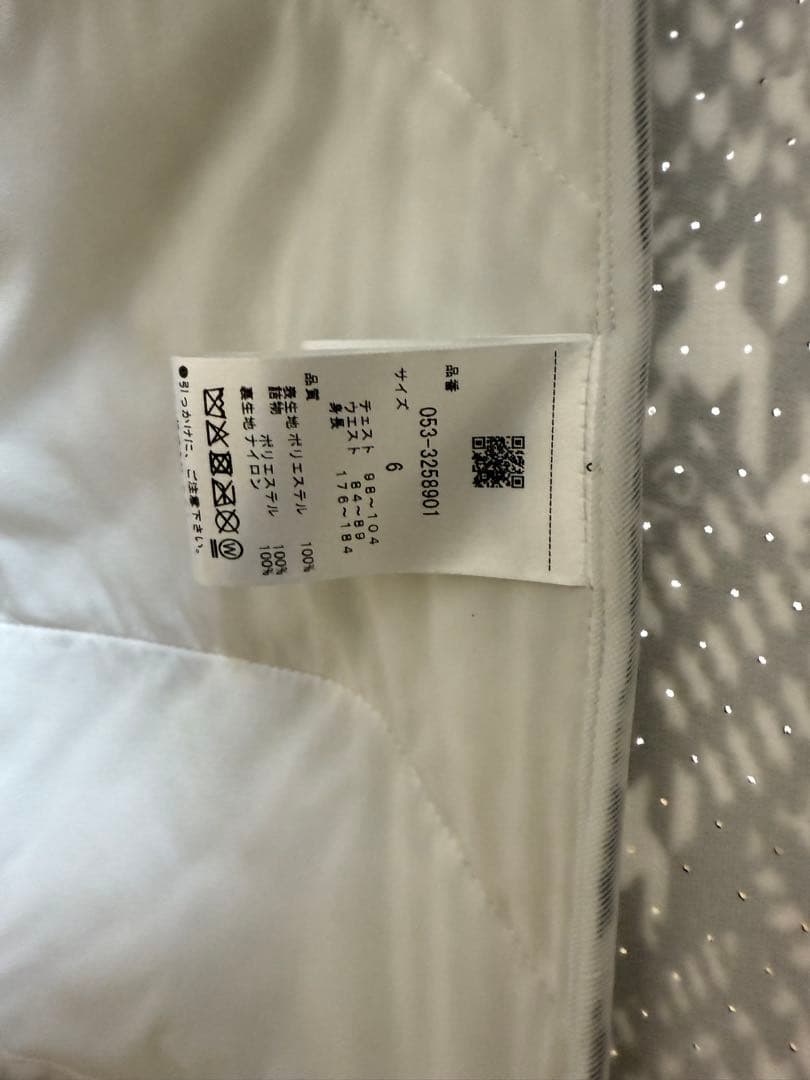 品番
053-3258901
サイズ
6
チェスト 98~104
ウエスト 84~89
身長 176~184
品質
表生地 ポリエステル 100%
詰物 ポリエステル 100%
裏生地 ナイロン 100%
W
●引っかけに、ご注意下さい。